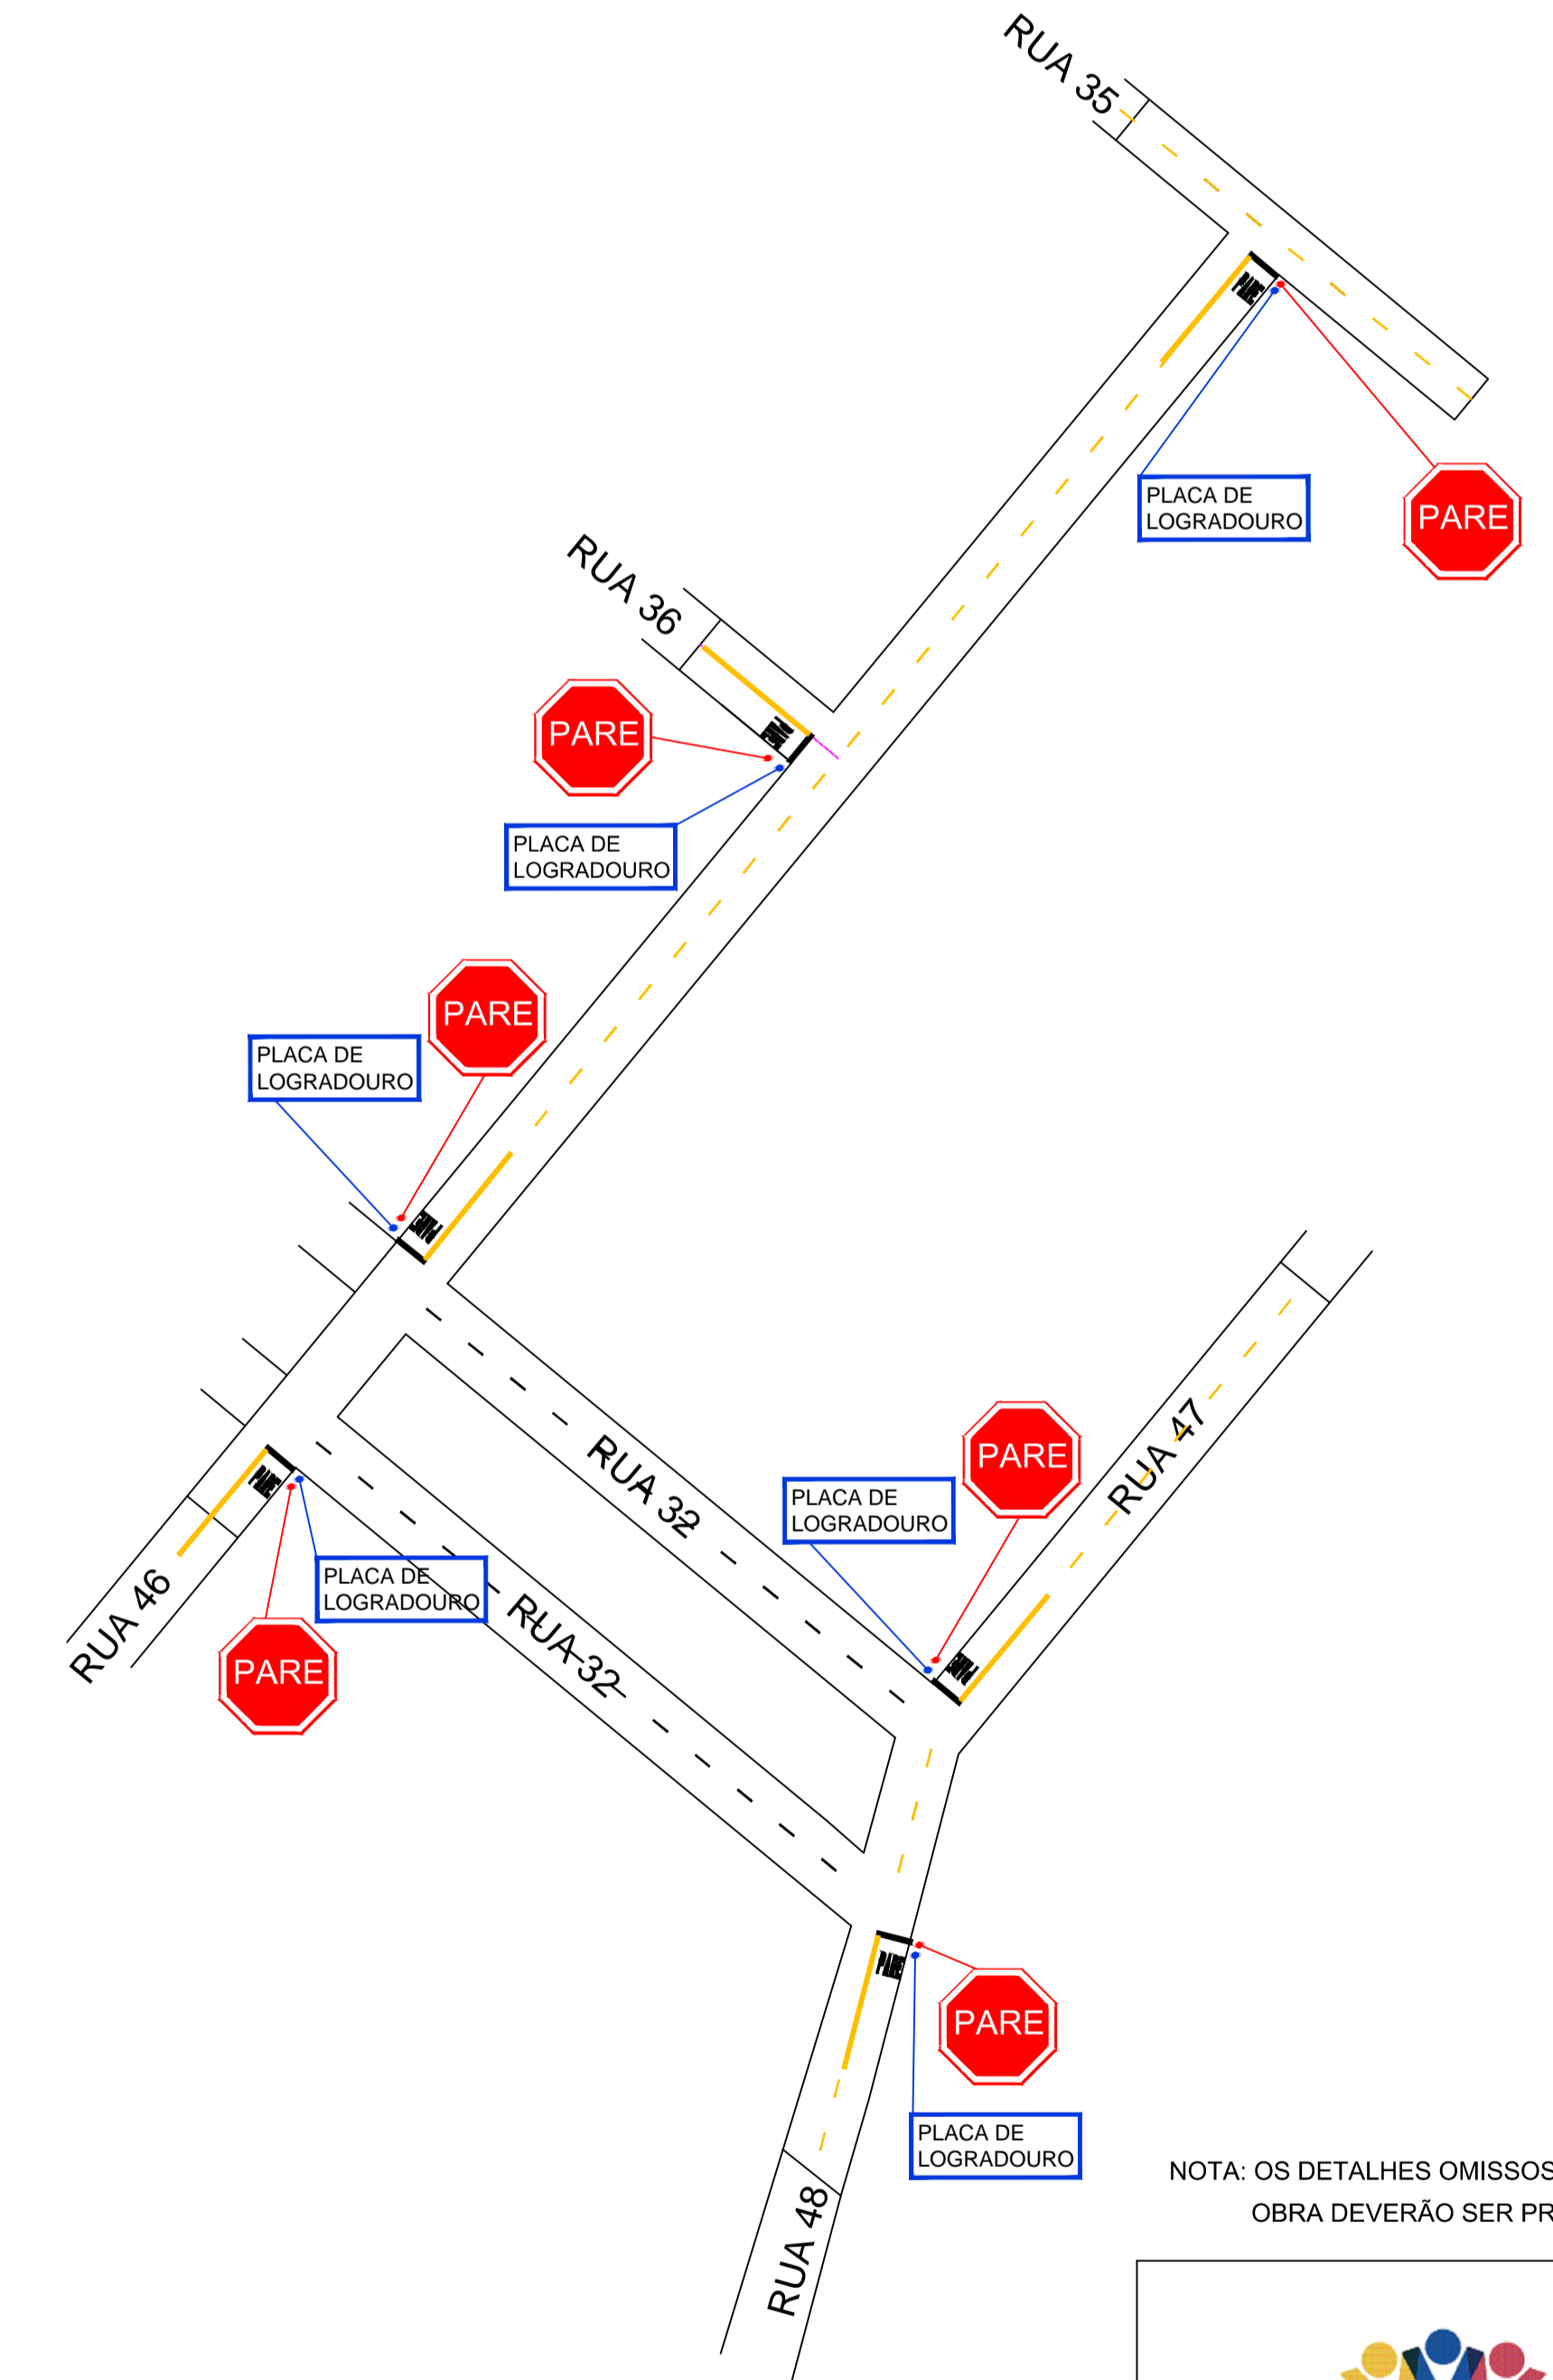 RUA 35
PLACA DE
LOGRADOURO
PARE
RUA 36
PARE
PLACA DE
LOGRADOURO
PARE
PLACA DE
LOGRADOURO
RUA 47
RUA 32
PARE
PLACA DE
LOGRADOURO
RUA 46
PLACA DE
LOGRADOURO
RUA 32
PARE
PARE
PLACA DE
LOGRADOURO
RUA 48
NOTA: OS DETALHES OMISSOS
OBRA DEVERÃO SER PR